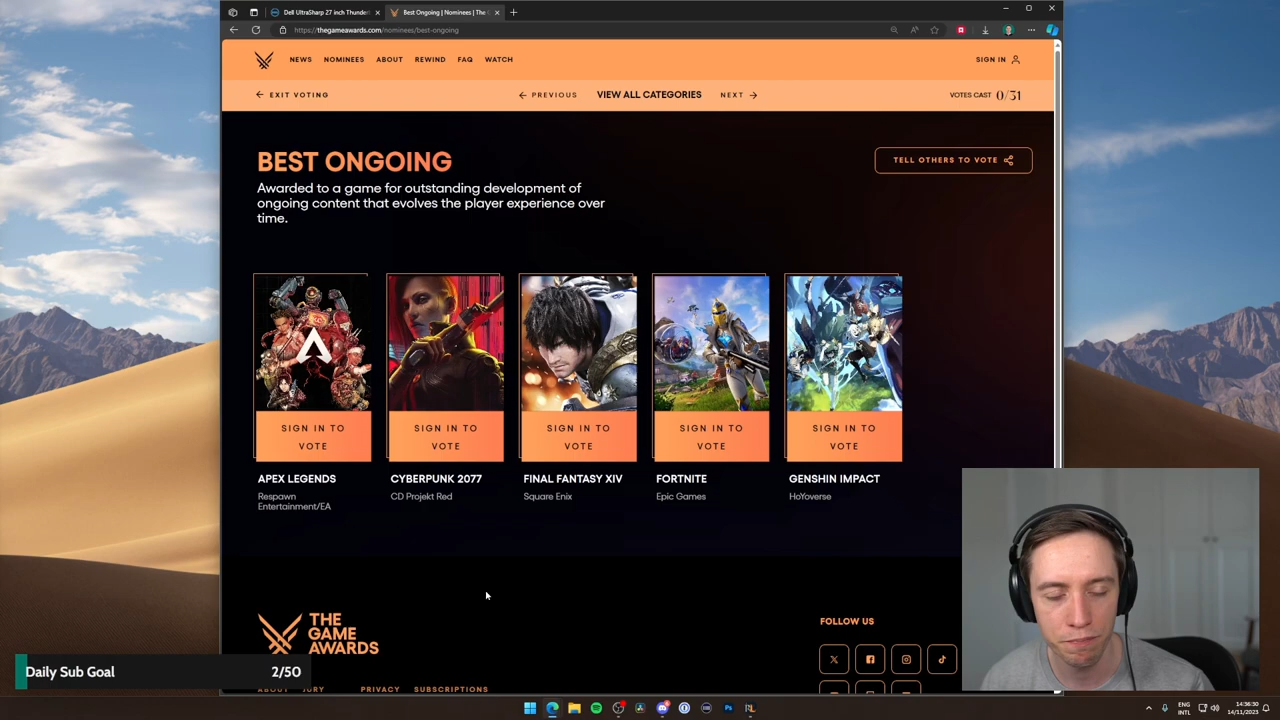 Dell UltraSharp 27 inch Thunder
Best Ongoing | Nominees | The G
https://thegameawards.com/nominees/best-ongoing
NEWS
NOMINEES
ABOUT
REWIND
FAQ
WATCH
SIGN IN
EXIT VOTING
PREVIOUS
VIEW ALL CATEGORIES
NEXT
VOTES CAST 0/31
BEST ONGOING
TELL OTHERS TO VOTE
Awarded to a game for outstanding development of
ongoing content that evolves the player experience over
time.
SIGN IN TO
VOTE
SIGN IN TO
VOTE
SIGN IN TO
VOTE
SIGN IN TO
VOTE
SIGN IN TO
VOTE
APEX LEGENDS
Respawn
Entertainment/EA
CYBERPUNK 2077
CD Projekt Red
FINAL FANTASY XIV
Square Enix
FORTNITE
Epic Games
GENSHIN IMPACT
HoYoverse
THE
GAME
AWARDS
FOLLOW US
Daily Sub Goal
2/50
ABOUT
JURY
PRIVACY
SUBSCRIPTIONS
ENG
INTL
14:36:30
14/11/2023